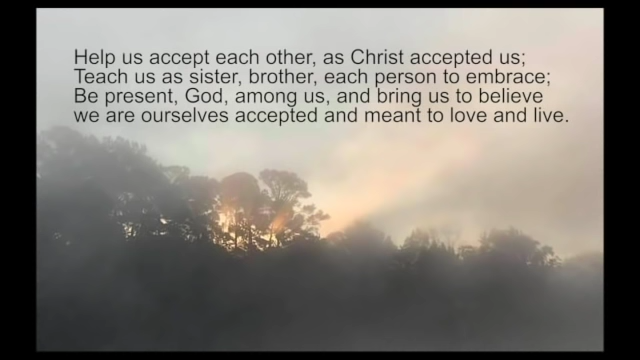 Help us accept each other, as Christ accepted us;
Teach us as sister, brother, each person to embrace;
Be present, God, among us, and bring us to believe
we are ourselves accepted and meant to love and live.